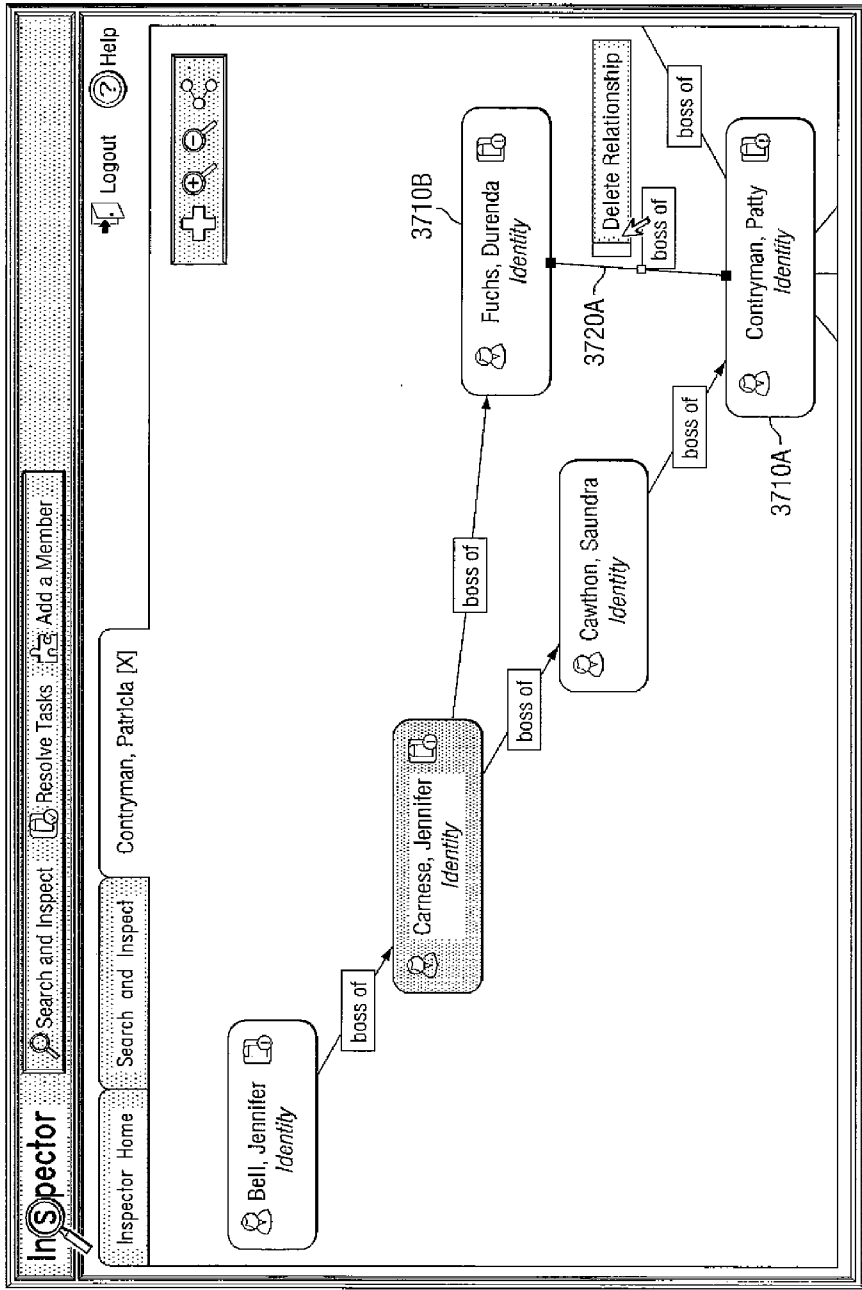 Inspector
Search and Inspect
Resolve Tasks
Add a Member
Inspector Home
Search and Inspect
Contryman, Patricia [X]
Logout
Help
Bell, Jennifer
Identity
boss of
Carnese, Jennifer
Identity
boss of
boss of
Cawthon, Saundra
Identity
boss of
Fuchs, Durenda
Identity
3710B
3720A
Delete Relationship
boss of
boss of
Contryman, Patty
Identity
3710A